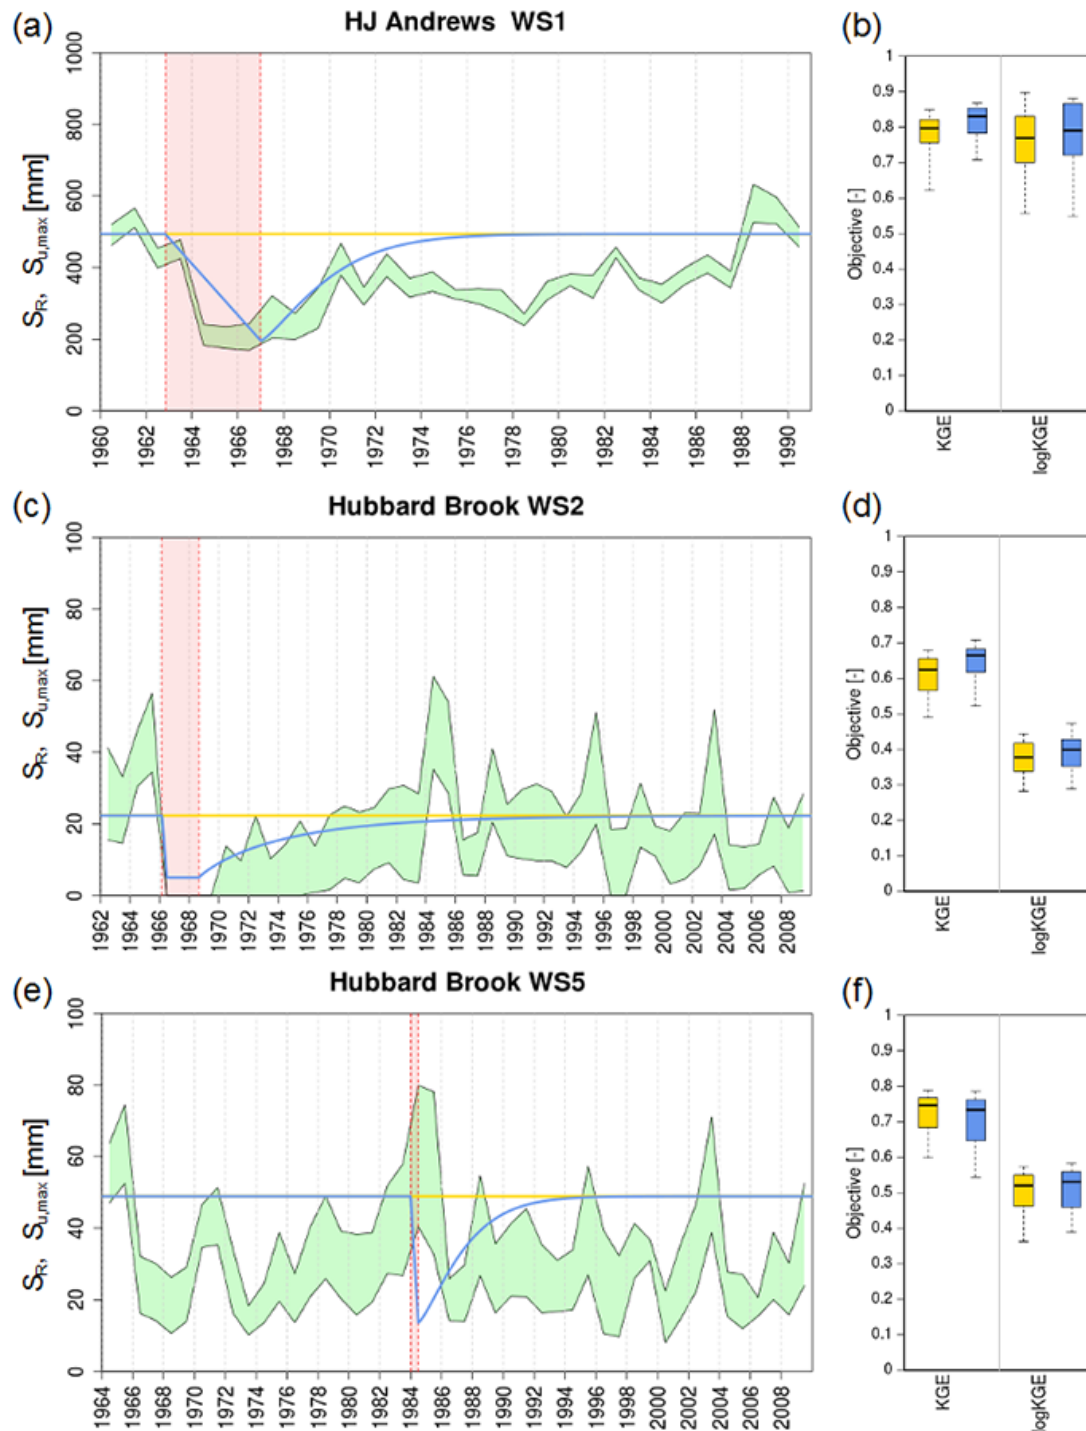 (a) HJ Andrews WS1
S_R, S_u,max [mm]
1000
800
600
400
200
0
1960 1962 1964 1966 1968 1970 1972 1974 1976 1978 1980 1982 1984 1986 1988 1990
(b)
Objective [-]
1
0.9
0.8
0.7
0.6
0.5
0.4
0.3
0.2
0.1
0
KGE logKGE
(c) Hubbard Brook WS2
S_R, S_u,max [mm]
100
80
60
40
20
0
1962 1964 1966 1968 1970 1972 1974 1976 1978 1980 1982 1984 1986 1988 1990 1992 1994 1996 1998 2000 2002 2004 2006 2008
(d)
Objective [-]
1
0.9
0.8
0.7
0.6
0.5
0.4
0.3
0.2
0.1
0
KGE logKGE
(e) Hubbard Brook WS5
S_R, S_u,max [mm]
100
80
60
40
20
0
1964 1966 1968 1970 1972 1974 1976 1978 1980 1982 1984 1986 1988 1990 1992 1994 1996 1998 2000 2002 2004 2006 2008
(f)
Objective [-]
1
0.9
0.8
0.7
0.6
0.5
0.4
0.3
0.2
0.1
0
KGE logKGE